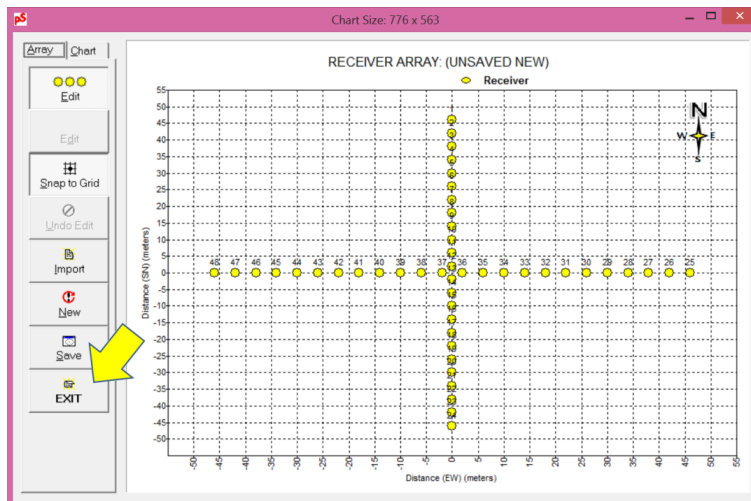 pS
Chart Size: 776 x 563
Array Chart
RECEIVER ARRAY: (UNSAVED NEW)
Receiver
Edit
Edit
Snap to Grid
Undo Edit
Import
New
Save
EXIT
N
W E
S
Distance (SN) (meters)
55
50
45
40
35
30
25
20
15
10
5
0
-5
-10
-15
-20
-25
-30
-35
-40
-45
-50
48 47 46 45 44 43 42 41 40 39 38 37 36 35 34 33 32 31 30 29 28 27 26 25
-50 -45 -40 -35 -30 -25 -20 -15 -10 -5 0 5 10 15 20 25 30 35 40 45 50 55
Distance (EW) (meters)